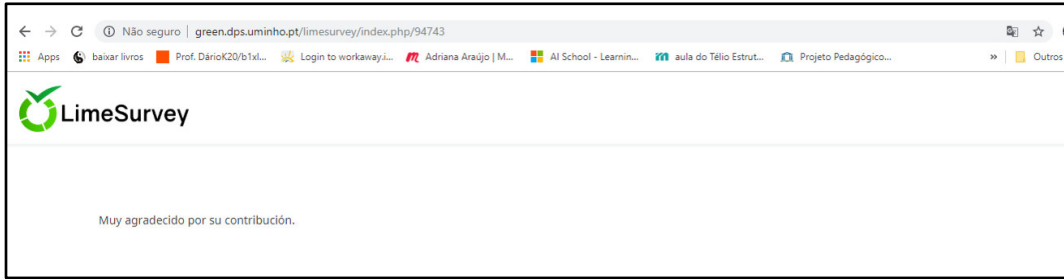 Não seguro | green.dps.uminho.pt/limesurvey/index.php/94743
Apps baixar livros Prof. DárioK20/b1xl... Login to workaway.i... Adriana Araújo | M... AI School - Learnin... aula do Télio Estrut... Projeto Pedagógico... » Outros
LimeSurvey
Muy agradecido por su contribución.